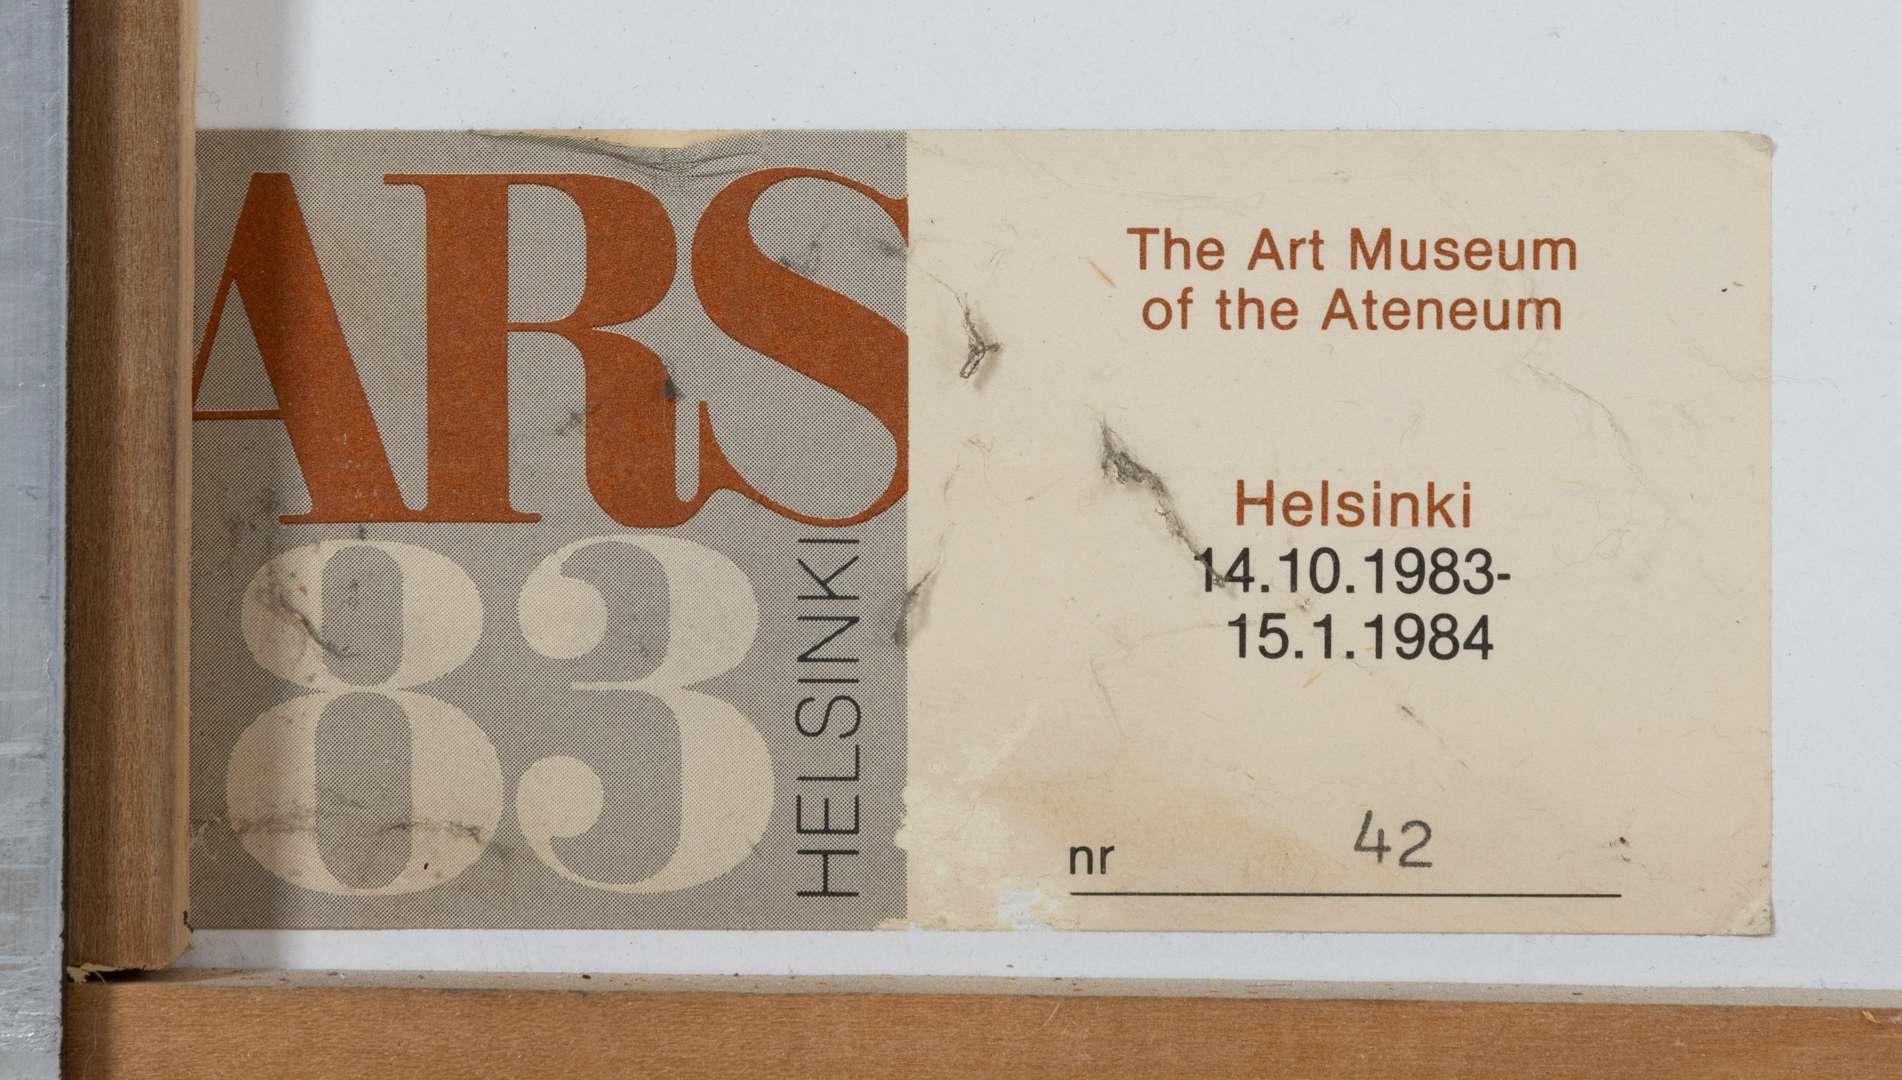 ARS
83
HELSINKI
The Art Museum
of the Ateneum
Helsinki
14.10.1983-
15.1.1984
nr 42